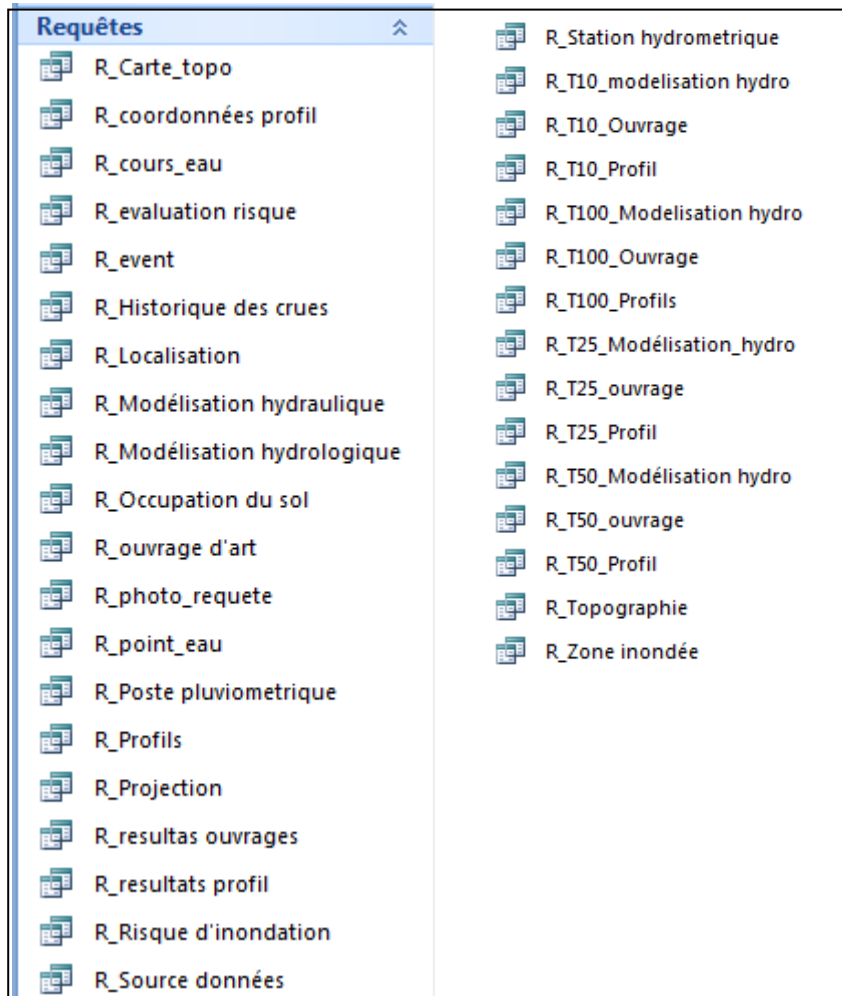 Requêtes
R_Carte_topo
R_coordonnées profil
R_cours_eau
R_evaluation risque
R_event
R_Historique des crues
R_Localisation
R_Modélisation hydraulique
R_Modélisation hydrologique
R_Occupation du sol
R_ouvrage d'art
R_photo_requete
R_point_eau
R_Poste pluviometrique
R_Profils
R_Projection
R_resultas ouvrages
R_resultats profil
R_Risque d'inondation
R_Source données
R_Station hydrometrique
R_T10_modelisation hydro
R_T10_Ouvrage
R_T10_Profil
R_T100_Modelisation hydro
R_T100_Ouvrage
R_T100_Profils
R_T25_Modélisation_hydro
R_T25_ouvrage
R_T25_Profil
R_T50_Modélisation hydro
R_T50_ouvrage
R_T50_Profil
R_Topographie
R_Zone inondée